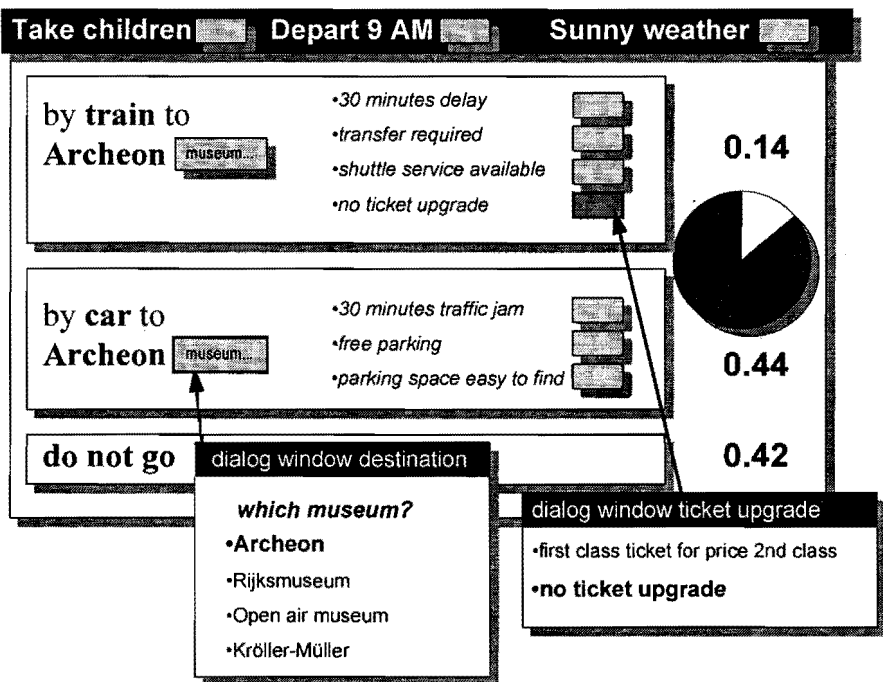 Take children Depart 9 AM Sunny weather
by train to
Archeon museum...
•30 minutes delay
•transfer required
•shuttle service available
•no ticket upgrade
0.14
by car to
Archeon museum...
•30 minutes traffic jam
•free parking
•parking space easy to find
0.44
do not go
0.42
dialog window destination
which museum?
•Archeon
•Rijksmuseum
•Open air museum
•Kröller-Müller
dialog window ticket upgrade
•first class ticket for price 2nd class
•no ticket upgrade